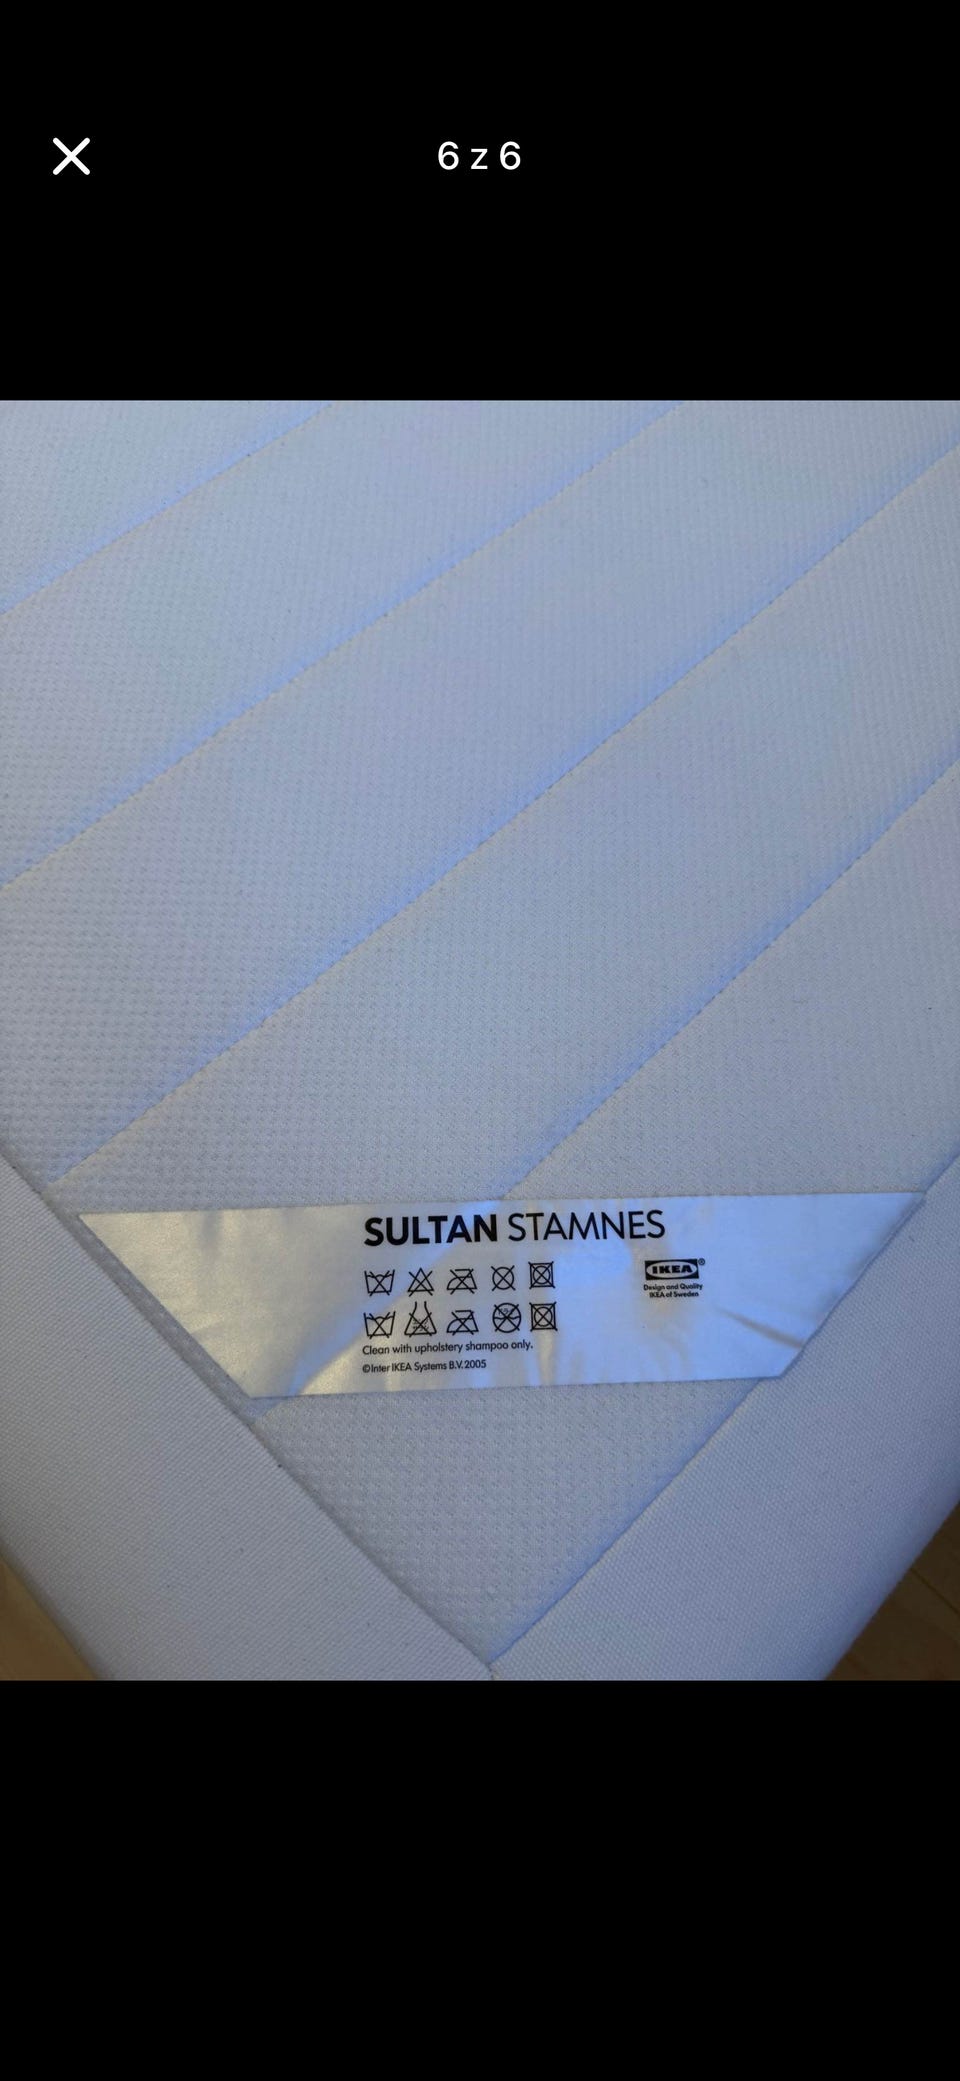 6 z 6
SULTAN STAMNES
IKEA®
Design and Quality
IKEA of Sweden
Clean with upholstery shampoo only.
©Inter IKEA Systems B.V. 2005